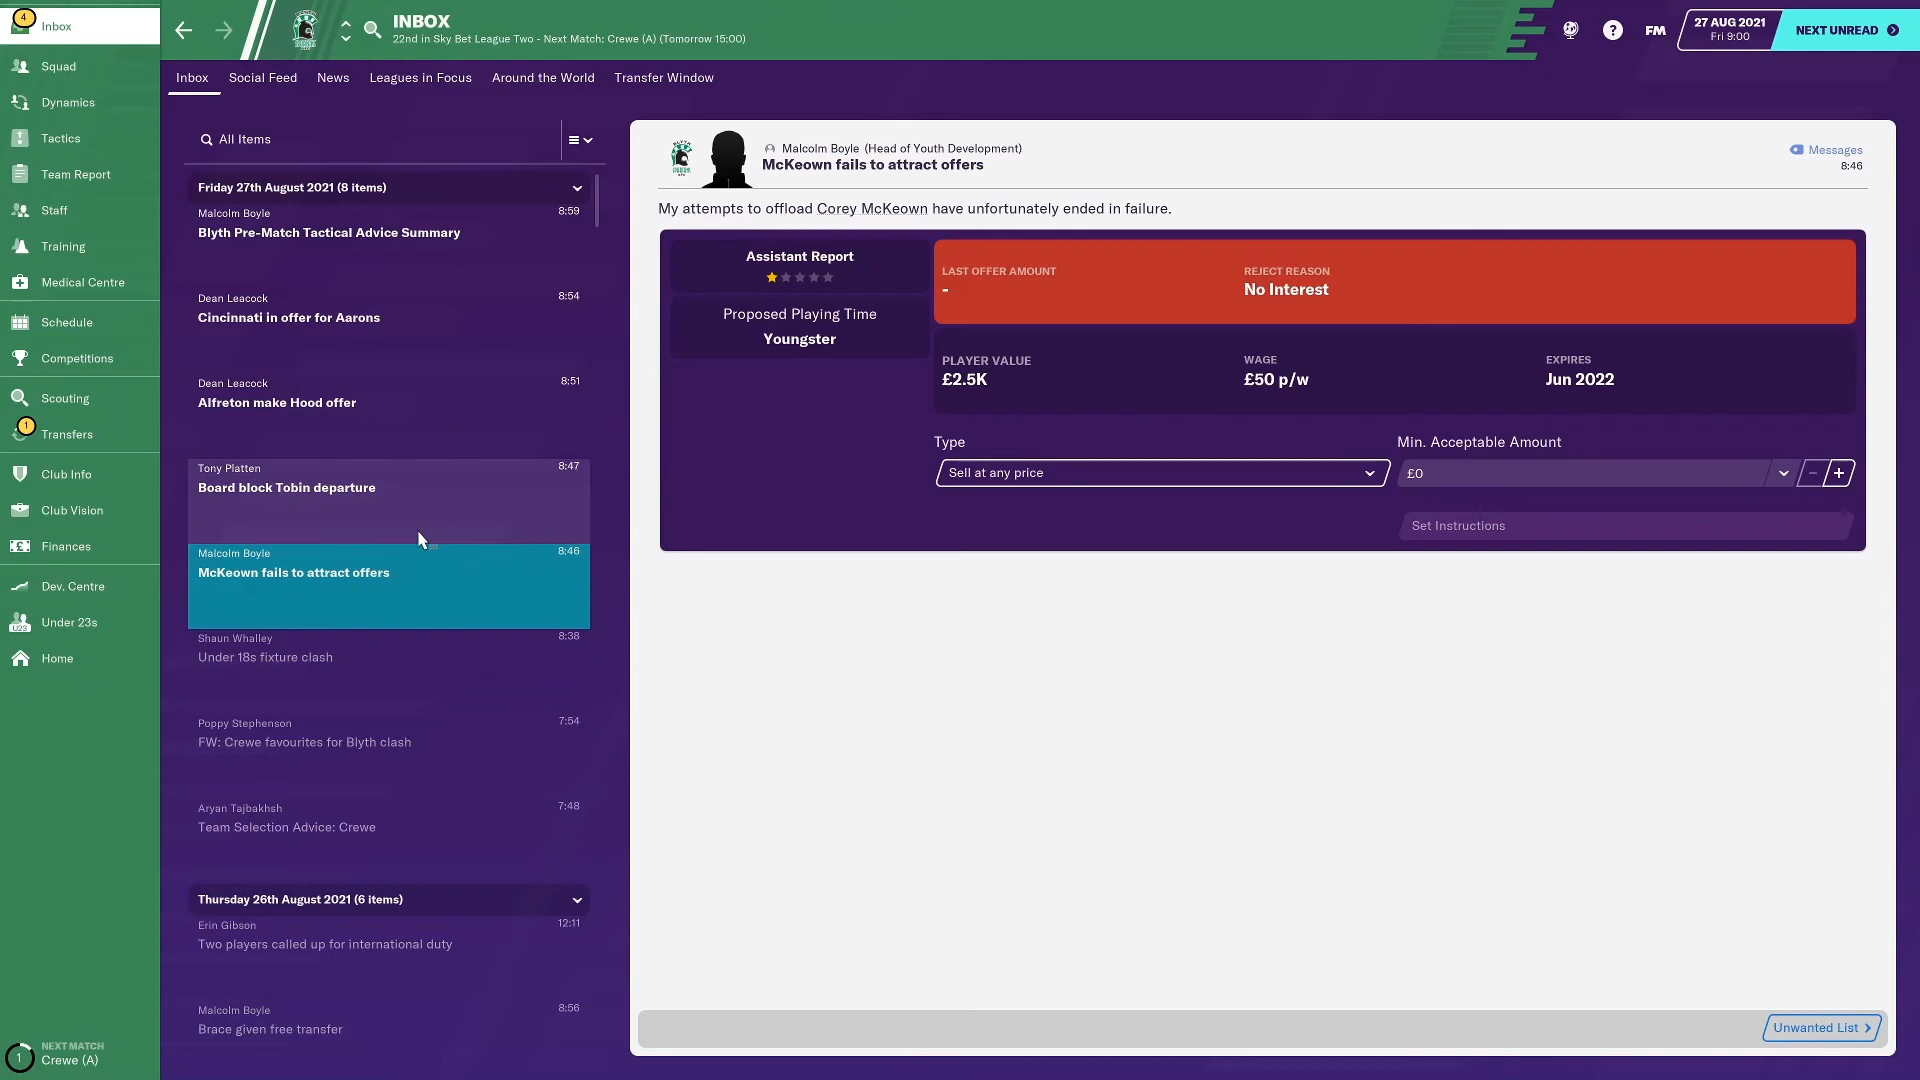 4
Inbox
Squad
Dynamics
Tactics
Team Report
Staff
Training
Medical Centre
Schedule
Competitions
Scouting
1
Transfers
Club Info
Club Vision
Finances
Dev. Centre
U23
Under 23s
Home
1
NEXT MATCH
Crewe (A)
INBOX
22nd in Sky Bet League Two - Next Match: Crewe (A) (Tomorrow 15:00)
?
FM
27 AUG 2021
Fri 9:00
NEXT UNREAD
Inbox Social Feed News Leagues in Focus Around the World Transfer Window
All Items
Friday 27th August 2021 (8 items)
Malcolm Boyle 8:59
Blyth Pre-Match Tactical Advice Summary
Dean Leacock 8:54
Cincinnati in offer for Aarons
Dean Leacock 8:51
Alfreton make Hood offer
Tony Platten 8:47
Board block Tobin departure
Malcolm Boyle 8:46
McKeown fails to attract offers
Shaun Whalley 8:38
Under 18s fixture clash
Poppy Stephenson 7:54
FW: Crewe favourites for Blyth clash
Aryan Tajbakhsh 7:48
Team Selection Advice: Crewe
Thursday 26th August 2021 (6 items)
Erin Gibson 12:11
Two players called up for international duty
Malcolm Boyle 8:56
Brace given free transfer
Malcolm Boyle (Head of Youth Development)
McKeown fails to attract offers
Messages
8:46
My attempts to offload Corey McKeown have unfortunately ended in failure.
Assistant Report
Proposed Playing Time
Youngster
LAST OFFER AMOUNT REJECT REASON
- No Interest
PLAYER VALUE WAGE EXPIRES
£2.5K £50 p/w Jun 2022
Type Min. Acceptable Amount
Sell at any price £0 - +
Set Instructions
Unwanted List >